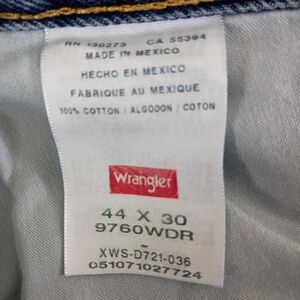 RN 130273 CA 55394
MADE IN MEXICO
HECHO EN MEXICO
FABRIQUE AU MEXIQUE
100% COTTON / ALGODON / COTON
Wrangler
44 X 30
9760WDR
-
XWS-D721-036
051071027724